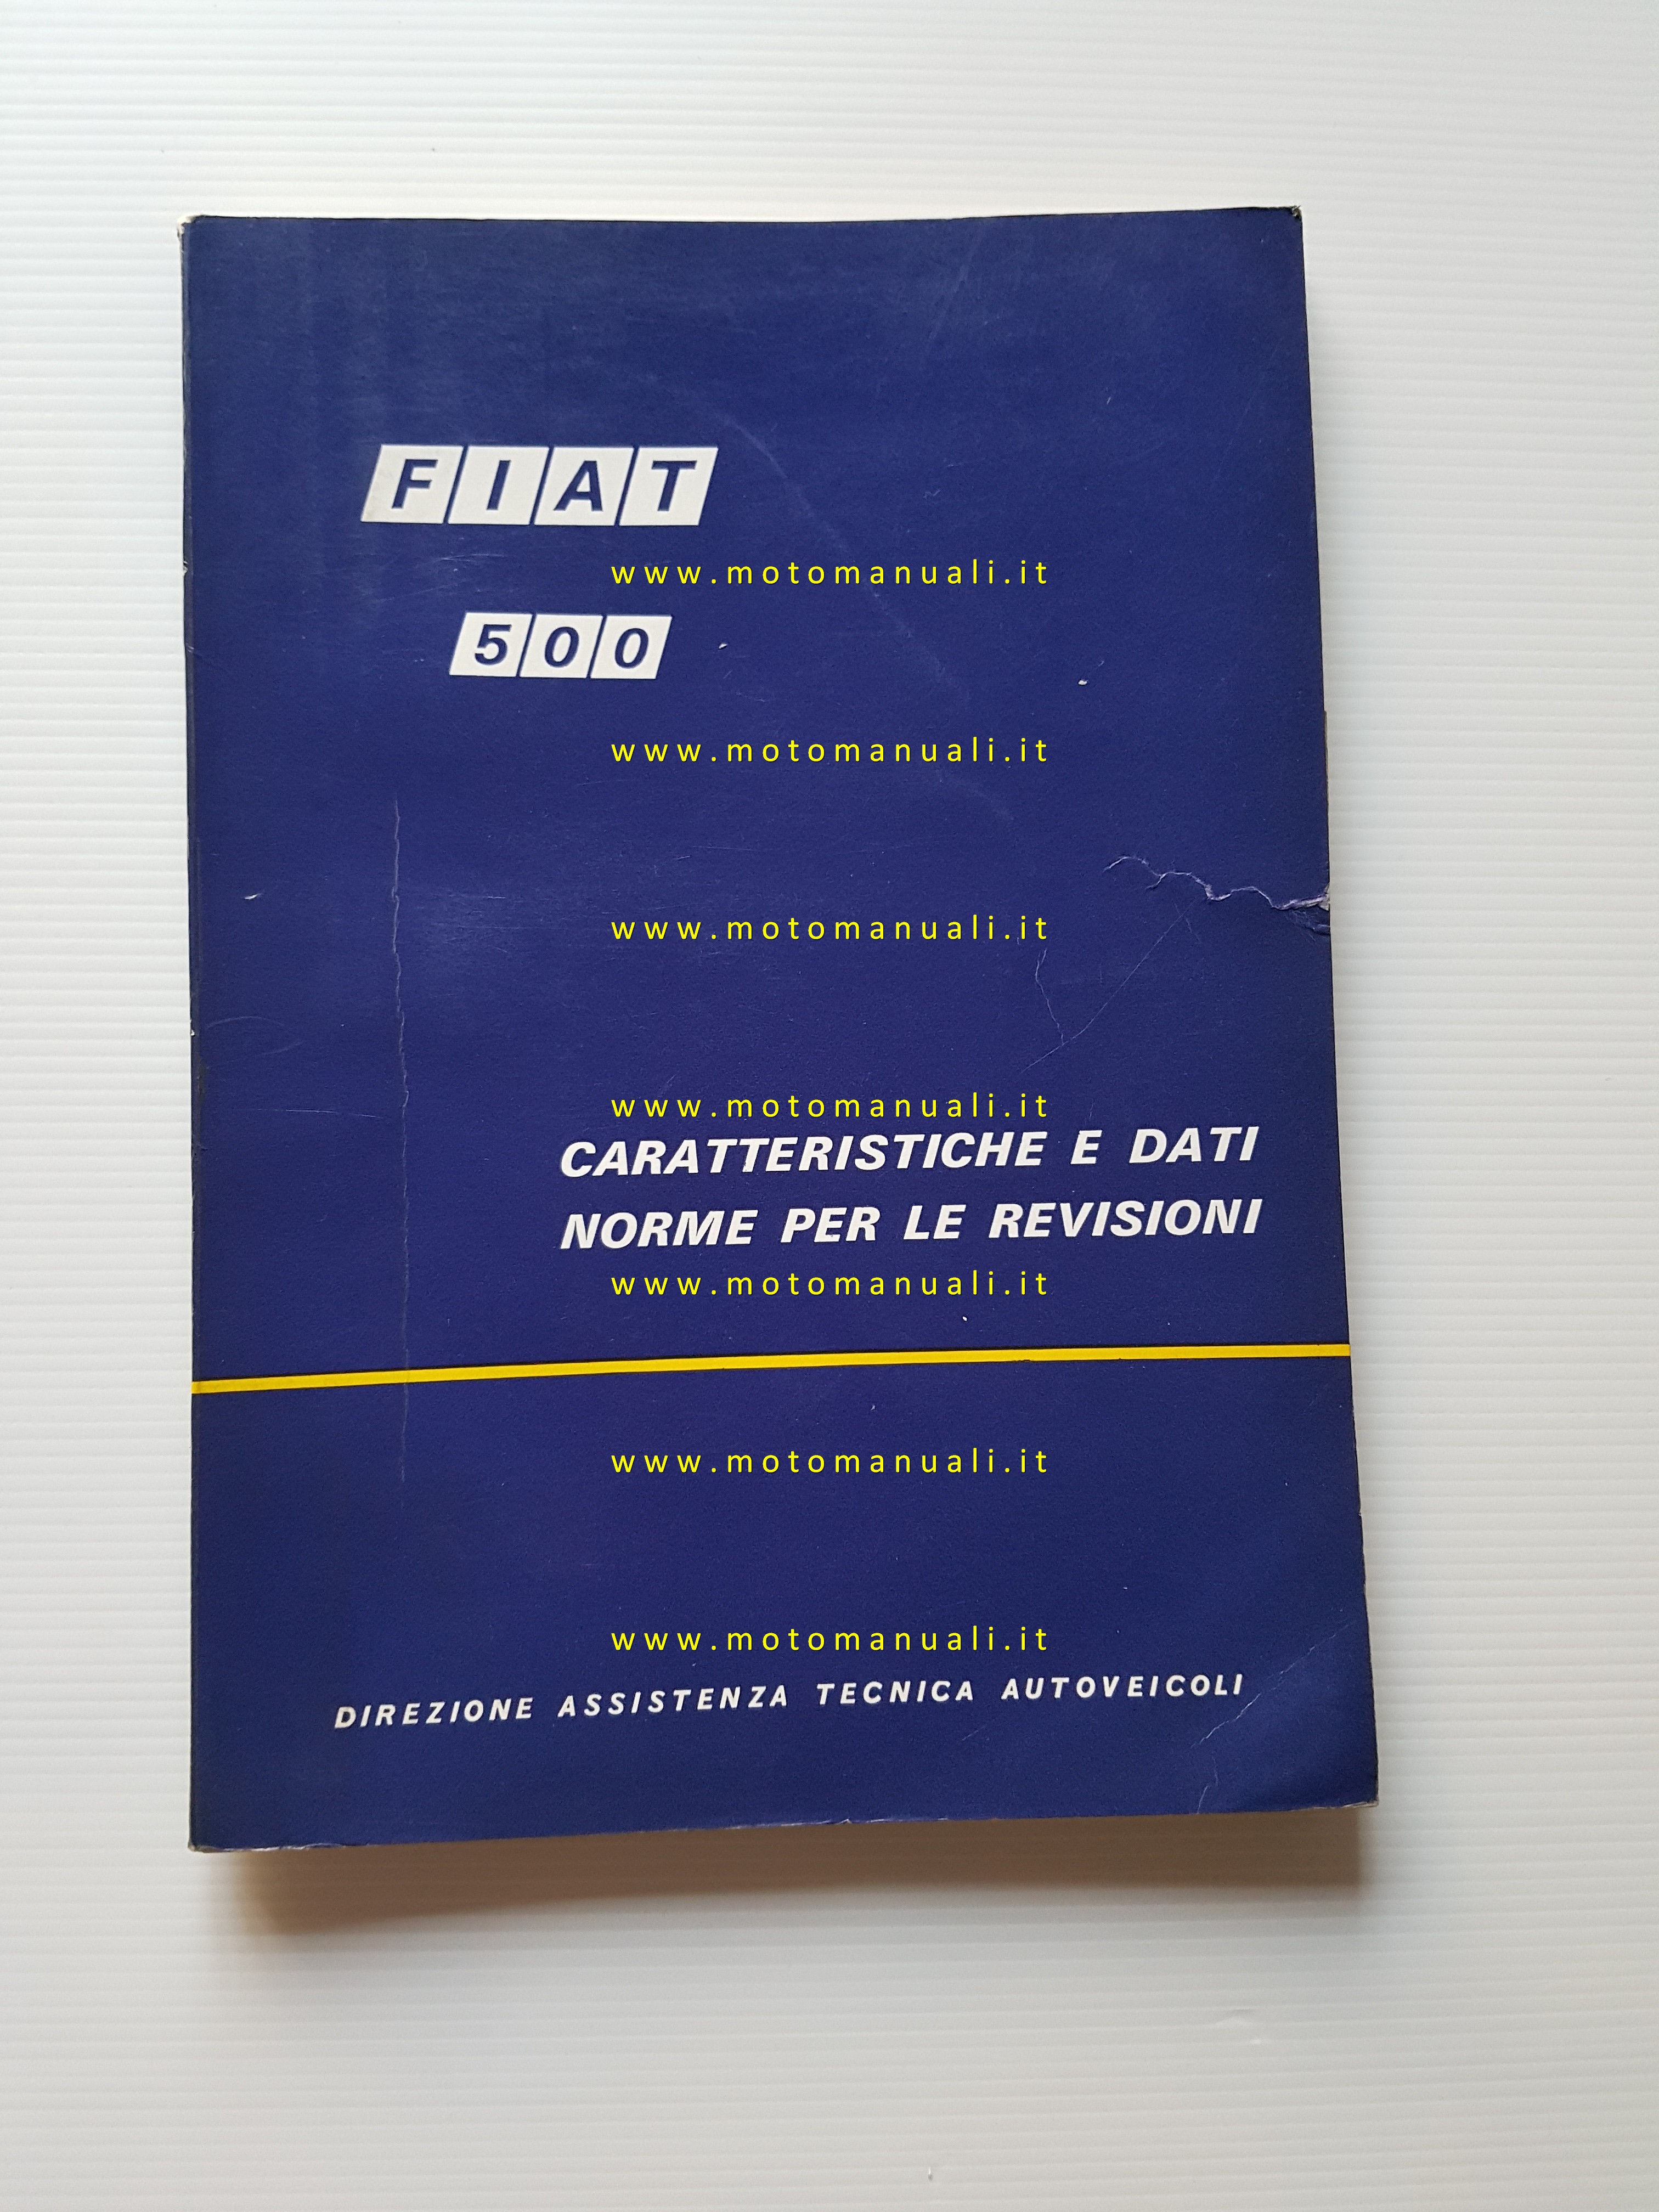 FIAT
www.motomanuali.it
500
www.motomanuali.it
www.motomanuali.it
www.motomanuali.it
CARATTERISTICHE E DATI
NORME PER LE REVISIONI
www.motomanuali.it
www.motomanuali.it
www.motomanuali.it
DIREZIONE ASSISTENZA TECNICA AUTOVEICOLI